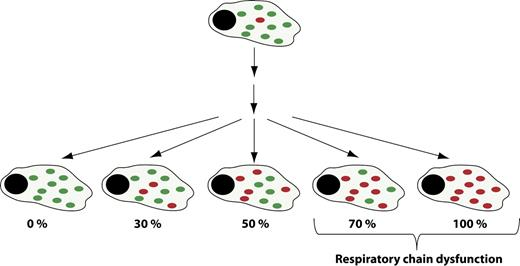 0 % 30 % 50 % 70 % 100 %
Respiratory chain dysfunction